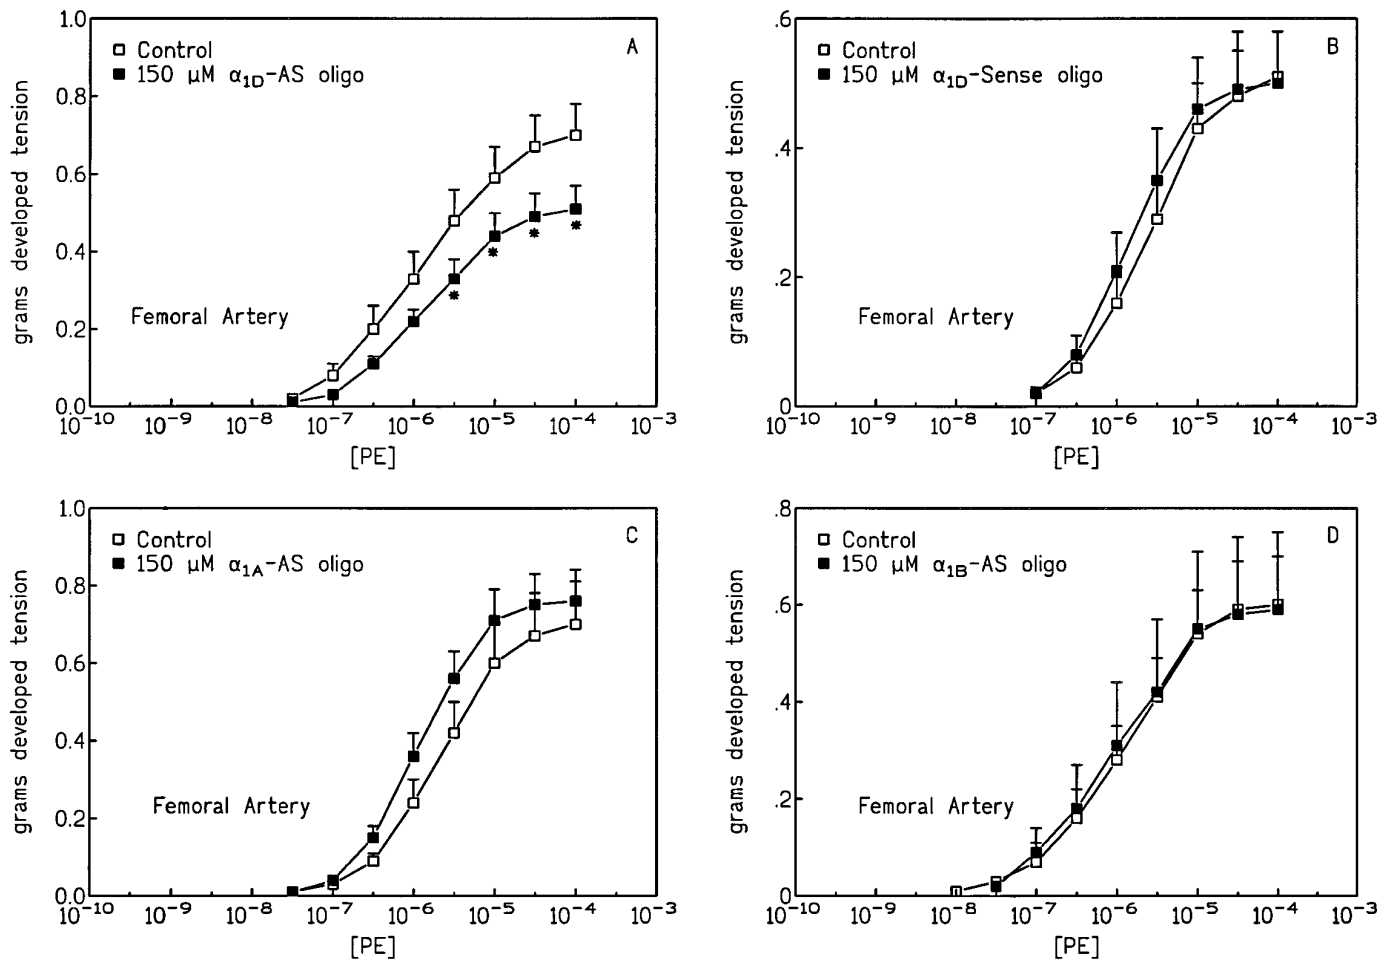 A
□ Control
■ 150 μM α1D-AS oligo
grams developed tension
1.0
0.8
0.6
0.4
0.2
0.0
Femoral Artery
* * * *
10-10 10-9 10-8 10-7 10-6 10-5 10-4 10-3
[PE]
B
□ Control
■ 150 μM α1D-Sense oligo
grams developed tension
.6
.4
.2
0
Femoral Artery
10-10 10-9 10-8 10-7 10-6 10-5 10-4 10-3
[PE]
C
□ Control
■ 150 μM α1A-AS oligo
grams developed tension
1.0
0.8
0.6
0.4
0.2
0.0
Femoral Artery
10-10 10-9 10-8 10-7 10-6 10-5 10-4 10-3
[PE]
D
□ Control
■ 150 μM α1B-AS oligo
grams developed tension
.8
.6
.4
.2
0
Femoral Artery
10-10 10-9 10-8 10-7 10-6 10-5 10-4 10-3
[PE]